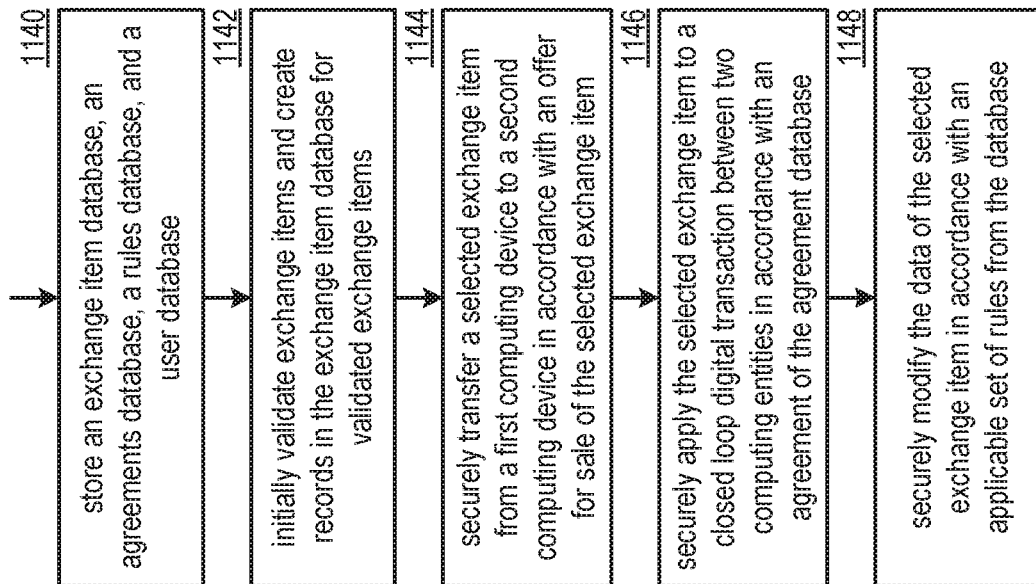 1140
store an exchange item database, an
agreements database, a rules database, and a
user database
1142
initially validate exchange items and create
records in the exchange item database for
validated exchange items
1144
securely transfer a selected exchange item
from a first computing device to a second
computing device in accordance with an offer
for sale of the selected exchange item
1146
securely apply the selected exchange item to a
closed loop digital transaction between two
computing entities in accordance with an
agreement of the agreement database
1148
securely modify the data of the selected
exchange item in accordance with an
applicable set of rules from the database